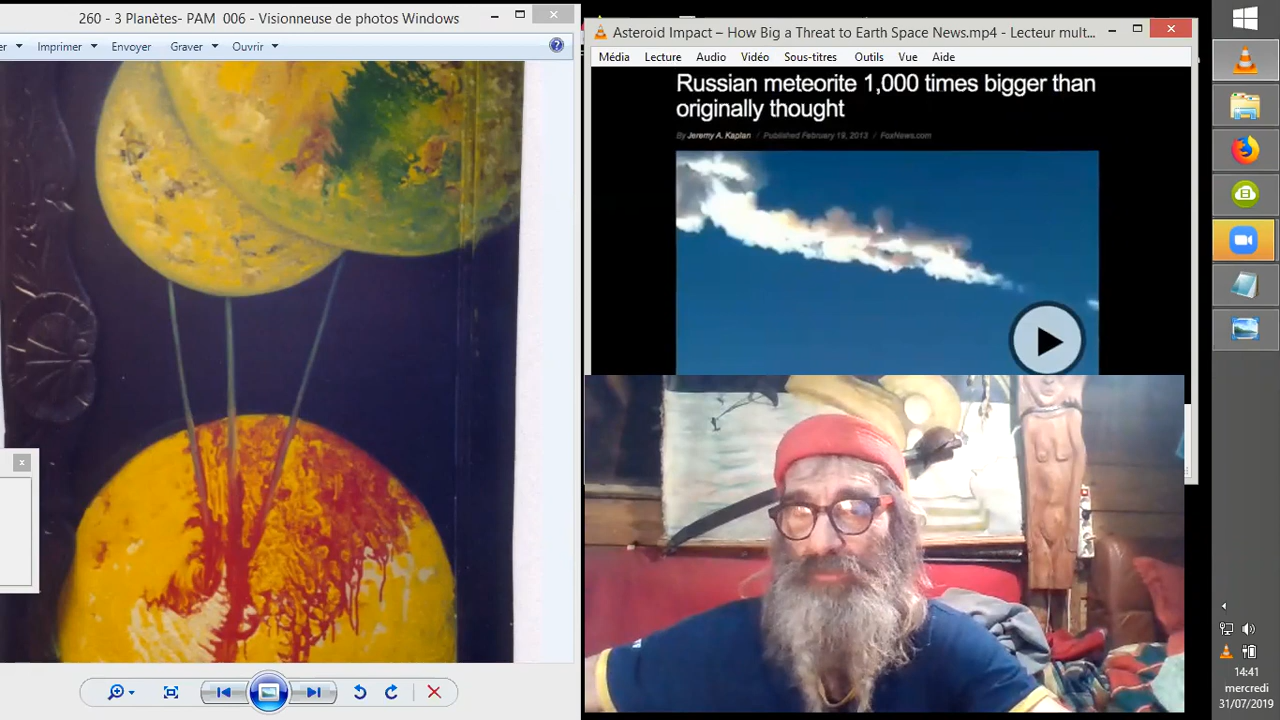 260 - 3 Planètes- PAM 006 - Visionneuse de photos Windows
Imprimer
Envoyer
Graver
Ouvrir
Asteroid Impact – How Big a Threat to Earth Space News.mp4 - Lecteur mult...
Média Lecture Audio Vidéo Sous-titres Outils Vue Aide
Russian meteorite 1,000 times bigger than
originally thought
By Jeremy A. Kaplan / Published February 19, 2013 / FoxNews.com
14:41
mercredi
31/07/2019